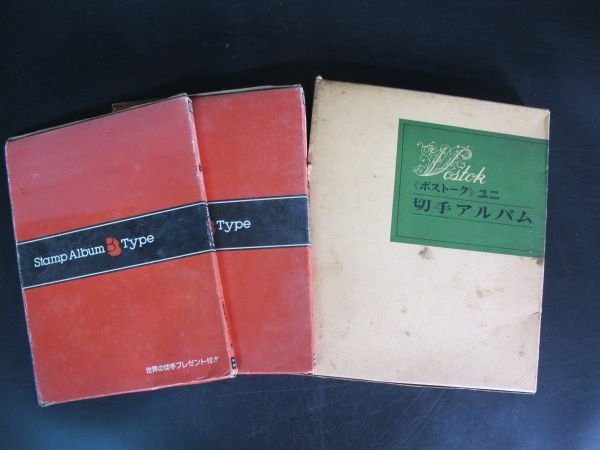 Stamp Album B Type
世界の切手プレゼント付!!
B Type
Vostok
《ボストーク》ユニ
切手アルバム